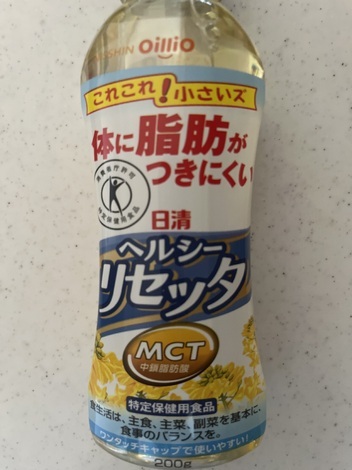 NISSHIN OilliO
これこれ!小さいズ
体に脂肪が
つきにくい
消費者庁許可
特定保健用食品
日清
ヘルシー
リセッタ
MCT
中鎖脂肪酸
特定保健用食品
食生活は、主食、主菜、副菜を基本に、
食事のバランスを。
ワンタッチキャップで使いやすい!
200g